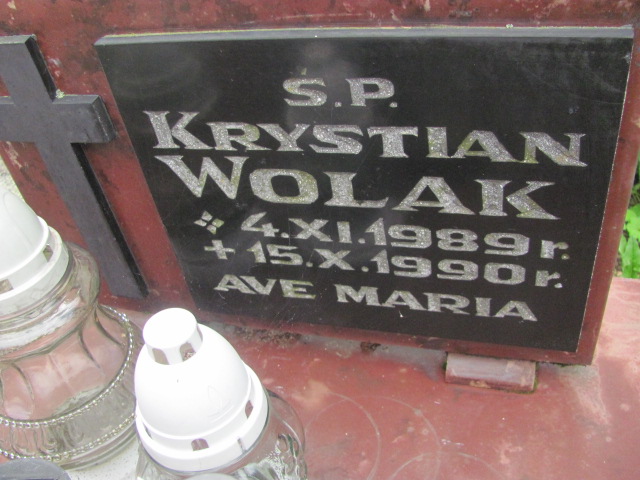 S.P.
KRYSTIAN
WOLAK
4.XI.1989 r.
+ 15.X.1990 r.
AVE MARIA